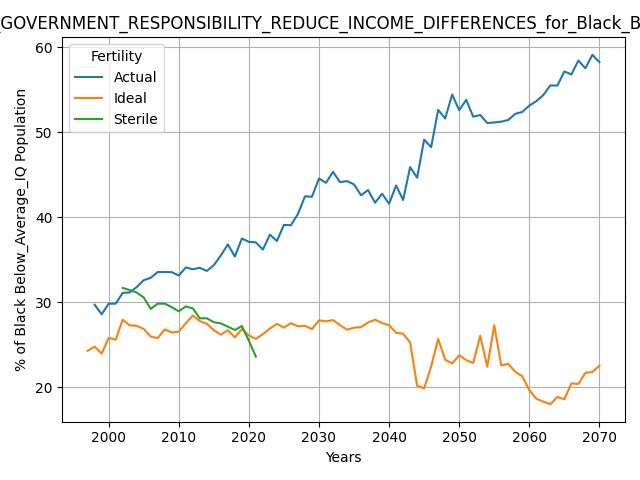 _GOVERNMENT_RESPONSIBILITY_REDUCE_INCOME_DIFFERENCES_for_Black_B
% of Black Below_Average_IQ Population
60
50
40
30
20
Fertility
Actual
Ideal
Sterile
2000
2010
2020
2030
2040
2050
2060
2070
Years